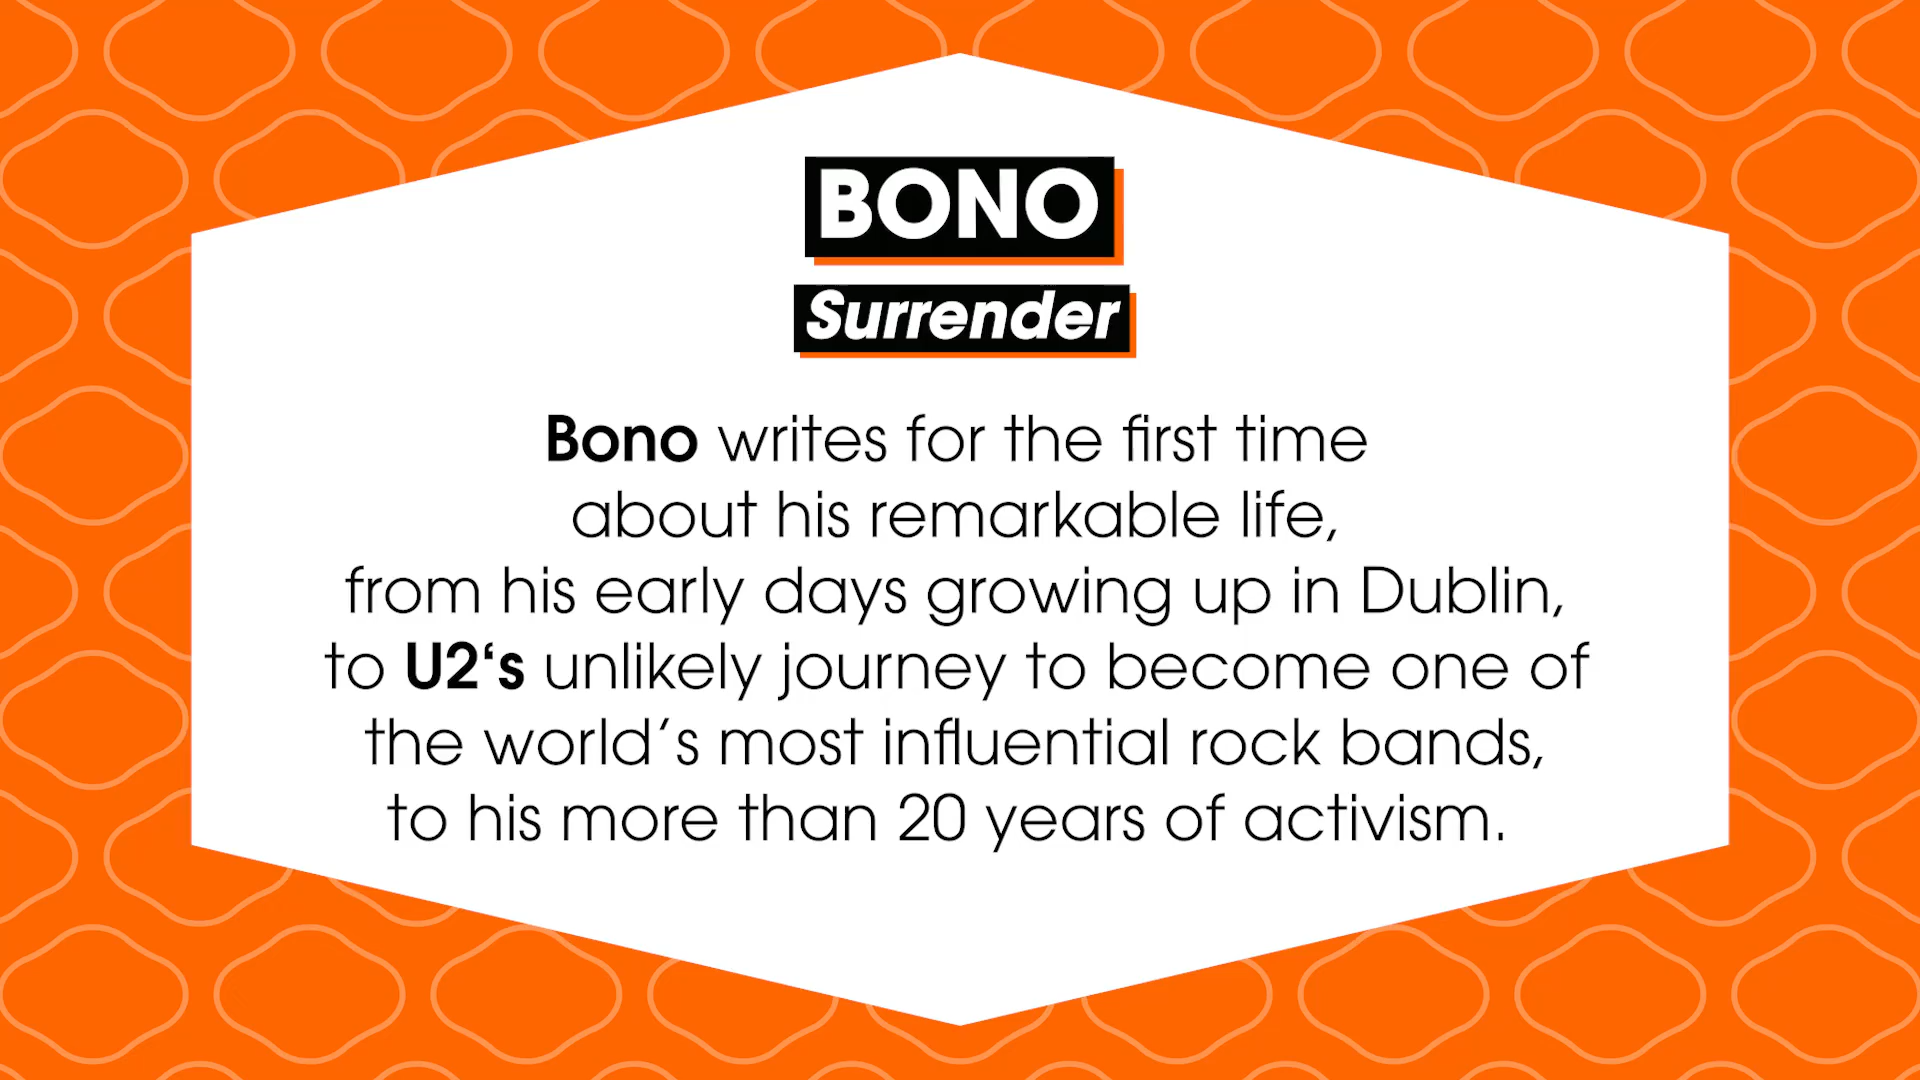 BONO
Surrender
Bono writes for the first time
about his remarkable life,
from his early days growing up in Dublin,
to U2‘s unlikely journey to become one of
the world’s most influential rock bands,
to his more than 20 years of activism.